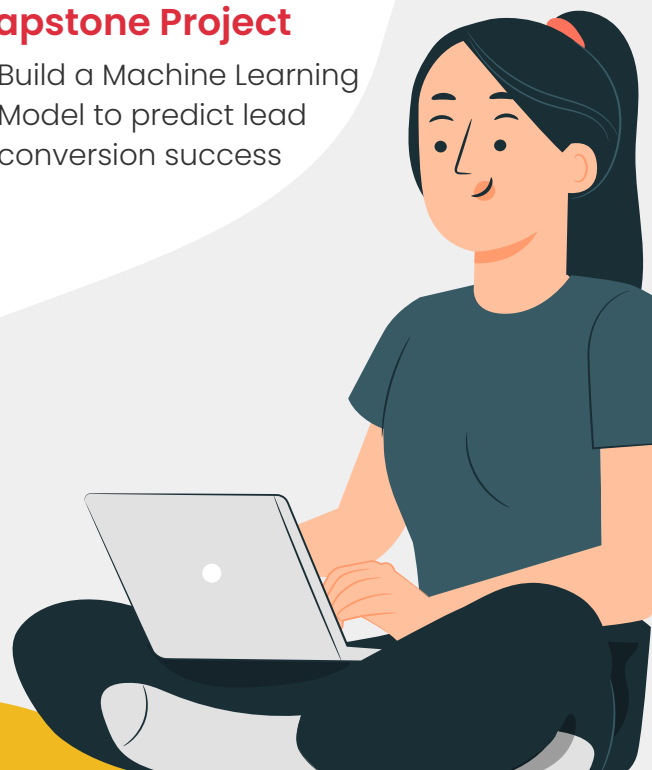 apstone Project
Build a Machine Learning
Model to predict lead
conversion success